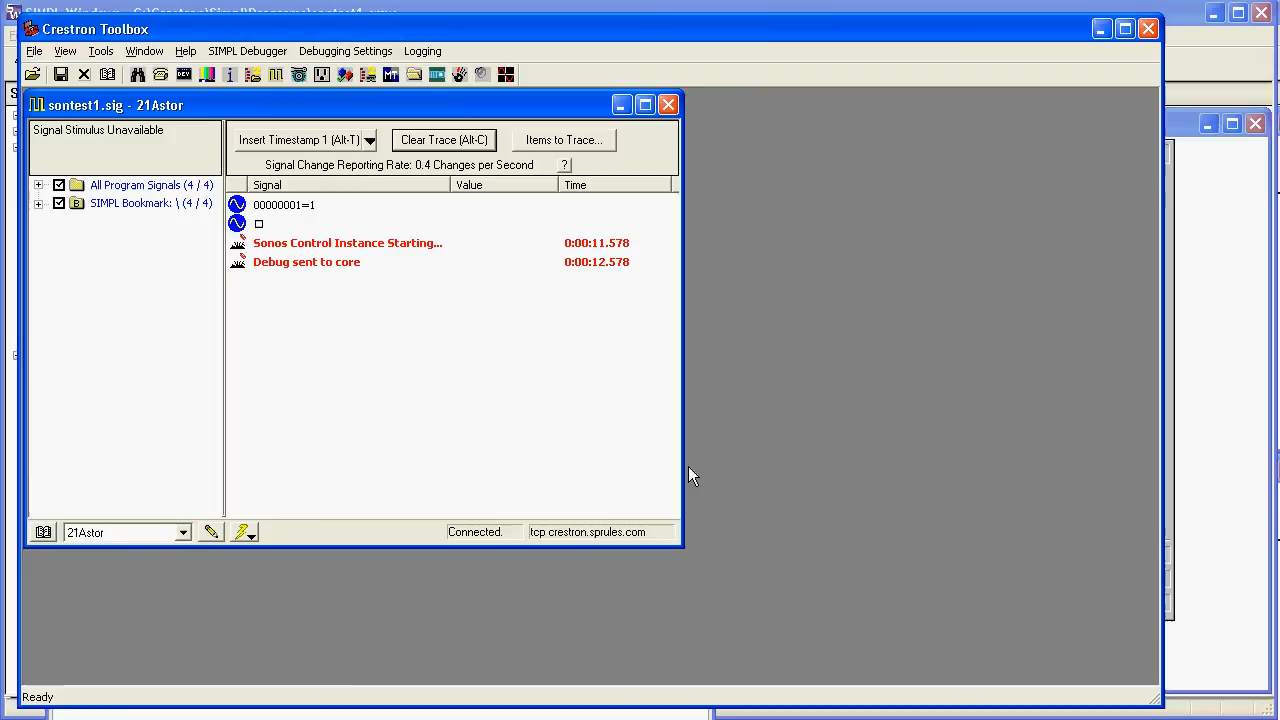 Crestron Toolbox
File View Tools Window Help SIMPL Debugger Debugging Settings Logging
sontest1.sig - 21Astor
Signal Stimulus Unavailable
Insert Timestamp 1 (Alt-T) Clear Trace (Alt-C) Items to Trace...
Signal Change Reporting Rate: 0.4 Changes per Second ?
Signal Value Time
All Program Signals (4 / 4)
SIMPL Bookmark: \ (4 / 4)
00000001=1
Sonos Control Instance Starting... 0:00:11.578
Debug sent to core 0:00:12.578
21Astor Connected. tcp crestron.sprules.com
Ready